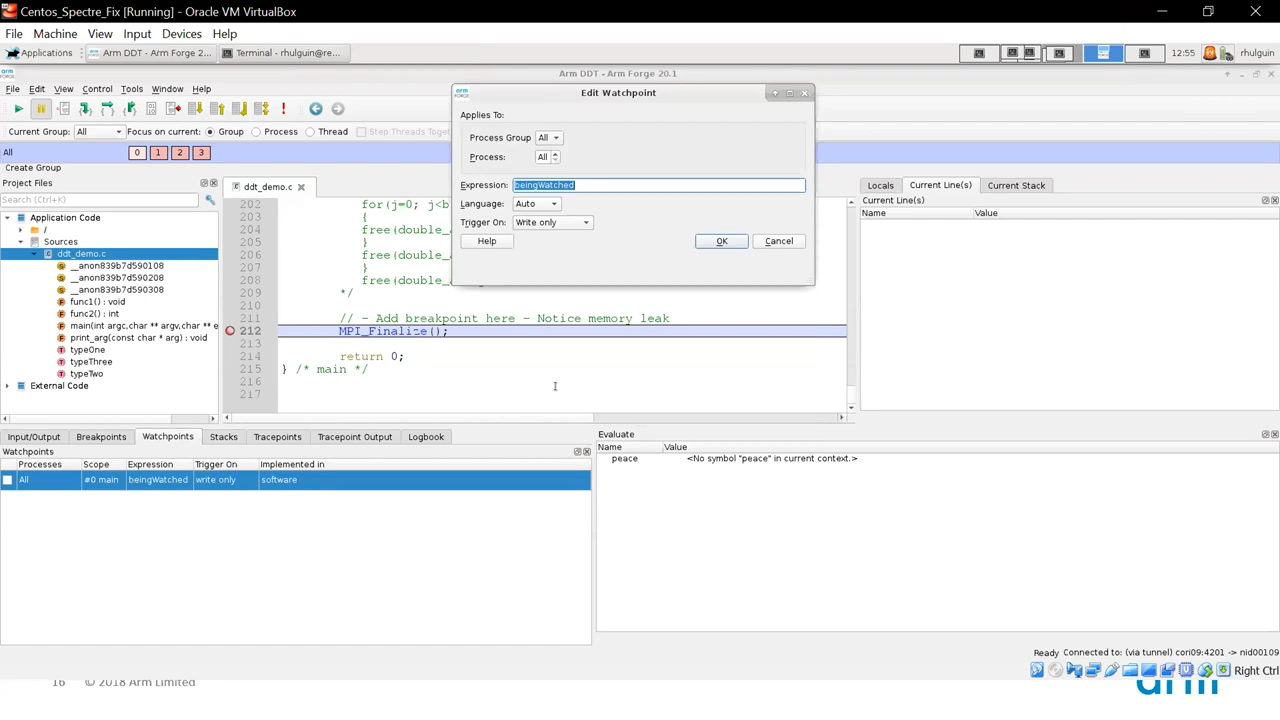 Centos_Spectre_Fix [Running] - Oracle VM VirtualBox
File Machine View Input Devices Help
Applications Arm DDT - Arm Forge 2... Terminal - rhulguin@re... 12:55 rhulguin
Arm DDT - Arm Forge 20.1
File Edit View Control Tools Window Help
Current Group: All Focus on current: Group Process Thread Step Threads Toget
All 0 1 2 3
Create Group
Project Files
Search (Ctrl+K)
Application Code
/
Sources
ddt_demo.c
__anon839b7d590108
__anon839b7d590208
__anon839b7d590308
func1() : void
func2() : int
main(int argc,char ** argv,char ** e
print_arg(const char * arg) : void
typeOne
typeThree
typeTwo
External Code
ddt_demo.c
202 for(j=0; j<b
203 {
204 free(double_
205 }
206 free(double_
207 }
208 free(double_
209 */
210
211 // - Add breakpoint here - Notice memory leak
212 MPI_Finalize();
213
214 return 0;
215 } /* main */
216
217
Edit Watchpoint
Applies To:
Process Group All
Process: All
Expression: beingWatched
Language: Auto
Trigger On: Write only
Help OK Cancel
Locals Current Line(s) Current Stack
Current Line(s)
Name Value
Input/Output Breakpoints Watchpoints Stacks Tracepoints Tracepoint Output Logbook
Watchpoints
Processes Scope Expression Trigger On Implemented in
All #0 main beingWatched write only software
Evaluate
Name Value
peace <No symbol "peace" in current context.>
Ready Connected to: (via tunnel) cori09:4201 -> nid00109
Right Ctrl
16 © 2018 Arm Limited
arm